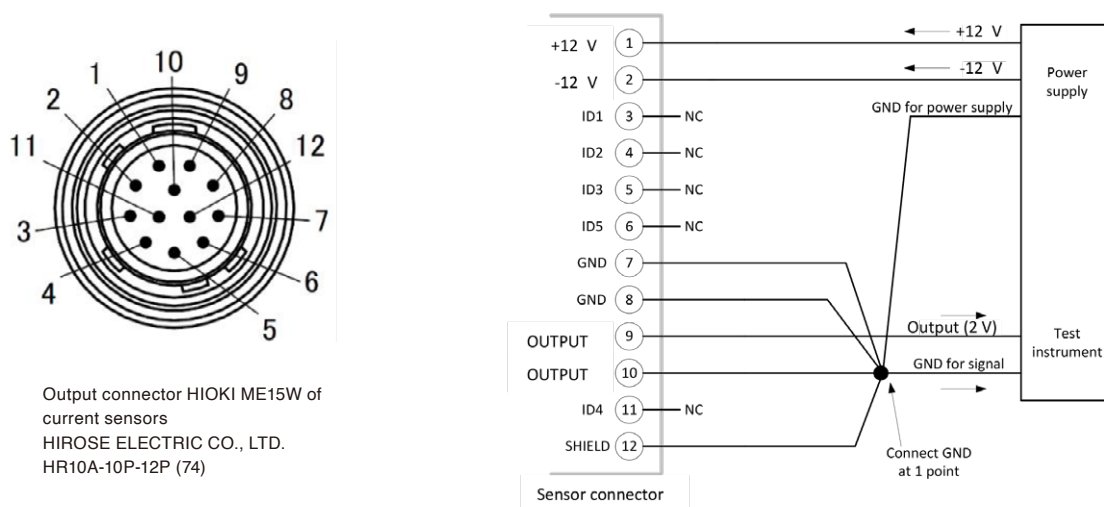 1
2
3
4
5
6
7
8
9
10
11
12
Output connector HIOKI ME15W of
current sensors
HIROSE ELECTRIC CO., LTD.
HR10A-10P-12P (74)
+12 V 1 +12 V
-12 V 2 -12 V
Power
supply
ID1 3 NC GND for power supply
ID2 4 NC
ID3 5 NC
ID5 6 NC
GND 7
GND 8
OUTPUT 9 Output (2 V)
Test
instrument
OUTPUT 10 GND for signal
ID4 11 NC
SHIELD 12
Connect GND
at 1 point
Sensor connector